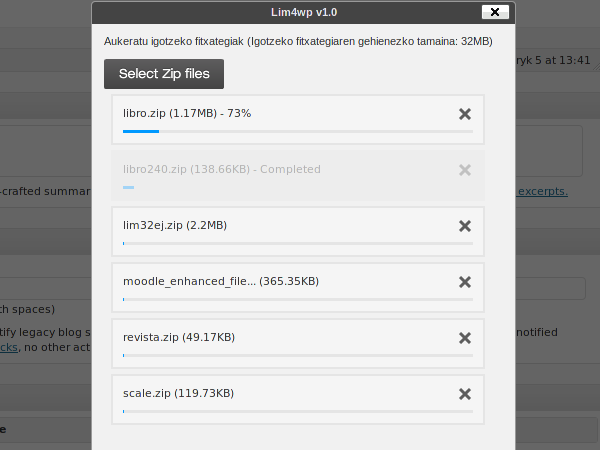 Lim4wp v1.0
Aukeratu igotzeko fitxategiak (Igotzeko fitxategiaren gehienezko tamaina: 32MB)
ryk 5 at 13:41
Select Zip files
libro.zip (1.17MB) - 73%
libro240.zip (138.66KB) - Completed
-crafted summar
excerpts.
lim32ej.zip (2.2MB)
moodle_enhanced_file... (365.35KB)
th spaces)
tify legacy blog s
notified
revista.zip (49.17KB)
cks, no other act
scale.zip (119.73KB)
e